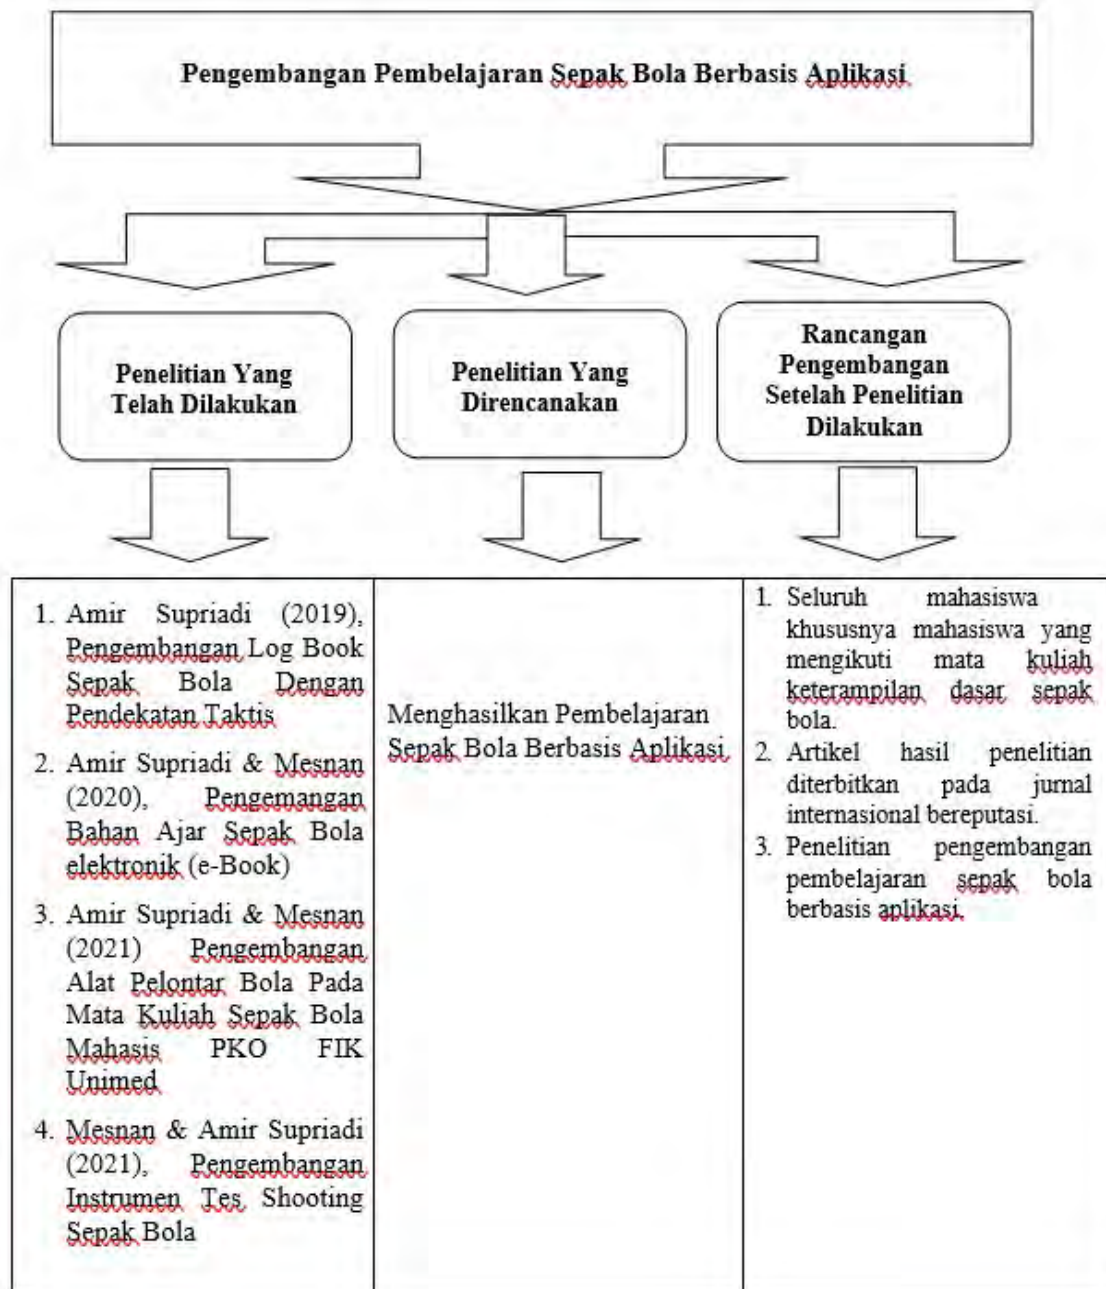 Pengembangan Pembelajaran Sepak Bola Berbasis Aplikasi
Penelitian Yang
Telah Dilakukan
Penelitian Yang
Direncanakan
Rancangan
Pengembangan
Setelah Penelitian
Dilakukan
1. Amir Supriadi (2019),
Pengembangan Log Book
Sepak Bola Dengan
Pendekatan Taktis
2. Amir Supriadi & Mesnan
(2020), Pengemangan
Bahan Ajar Sepak Bola
elektronik (e-Book)
3. Amir Supriadi & Mesnan
(2021) Pengembangan
Alat Pelontar Bola Pada
Mata Kuliah Sepak Bola
Mahasis PKO FIK
Unimed
4. Mesnan & Amir Supriadi
(2021), Pengembangan
Instrumen Tes Shooting
Sepak Bola
Menghasilkan Pembelajaran
Sepak Bola Berbasis Aplikasi
1. Seluruh mahasiswa
khususnya mahasiswa yang
mengikuti mata kuliah
keterampilan dasar sepak
bola.
2. Artikel hasil penelitian
diterbitkan pada jurnal
internasional bereputasi.
3. Penelitian pengembangan
pembelajaran sepak bola
berbasis aplikasi.